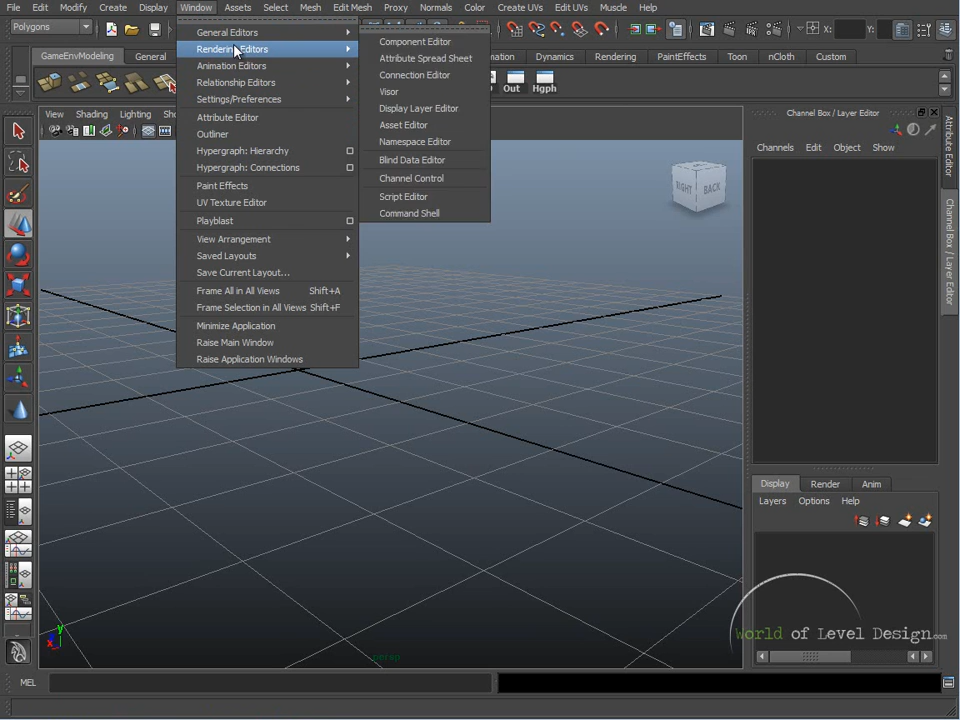 File Edit Modify Create Display Window Assets Select Mesh Edit Mesh Proxy Normals Color Create UVs Edit UVs Muscle Help
Polygons
X: Y:
GameEnvModeling General Dynamics Rendering PaintEffects Toon nCloth Custom
Out Hgph
View Shading Lighting
General Editors
Rendering Editors
Animation Editors
Relationship Editors
Settings/Preferences
Attribute Editor
Outliner
Hypergraph: Hierarchy
Hypergraph: Connections
Paint Effects
UV Texture Editor
Playblast
View Arrangement
Saved Layouts
Save Current Layout...
Frame All in All Views Shift+A
Frame Selection in All Views Shift+F
Minimize Application
Raise Main Window
Raise Application Windows
Component Editor
Attribute Spread Sheet
Connection Editor
Visor
Display Layer Editor
Asset Editor
Namespace Editor
Blind Data Editor
Channel Control
Script Editor
Command Shell
RIGHT BACK
Channel Box / Layer Editor
Channels Edit Object Show
Attribute Editor
Channel Box / Layer Editor
Display Render Anim
Layers Options Help
World of Level Design.com
y
x
persp
MEL